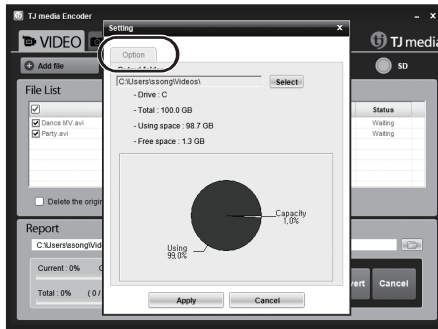 TJ media Encoder
Setting
VIDEO
TJ medi
Add file
SD
Option
C:\Users\ssong\Videos\
Select
- Drive : C
- Total : 100.0 GB
- Using space : 98.7 GB
- Free space : 1.3 GB
File List
Status
Dance MV.avi
Waiting
Party.avi
Waiting
Capacity
1,0%
Using
99,0%
Delete the origin
Report
C:\Users\ssong\Vid
Current : 0%
Total : 0% ( 0 /
vert
Cancel
Apply
Cancel